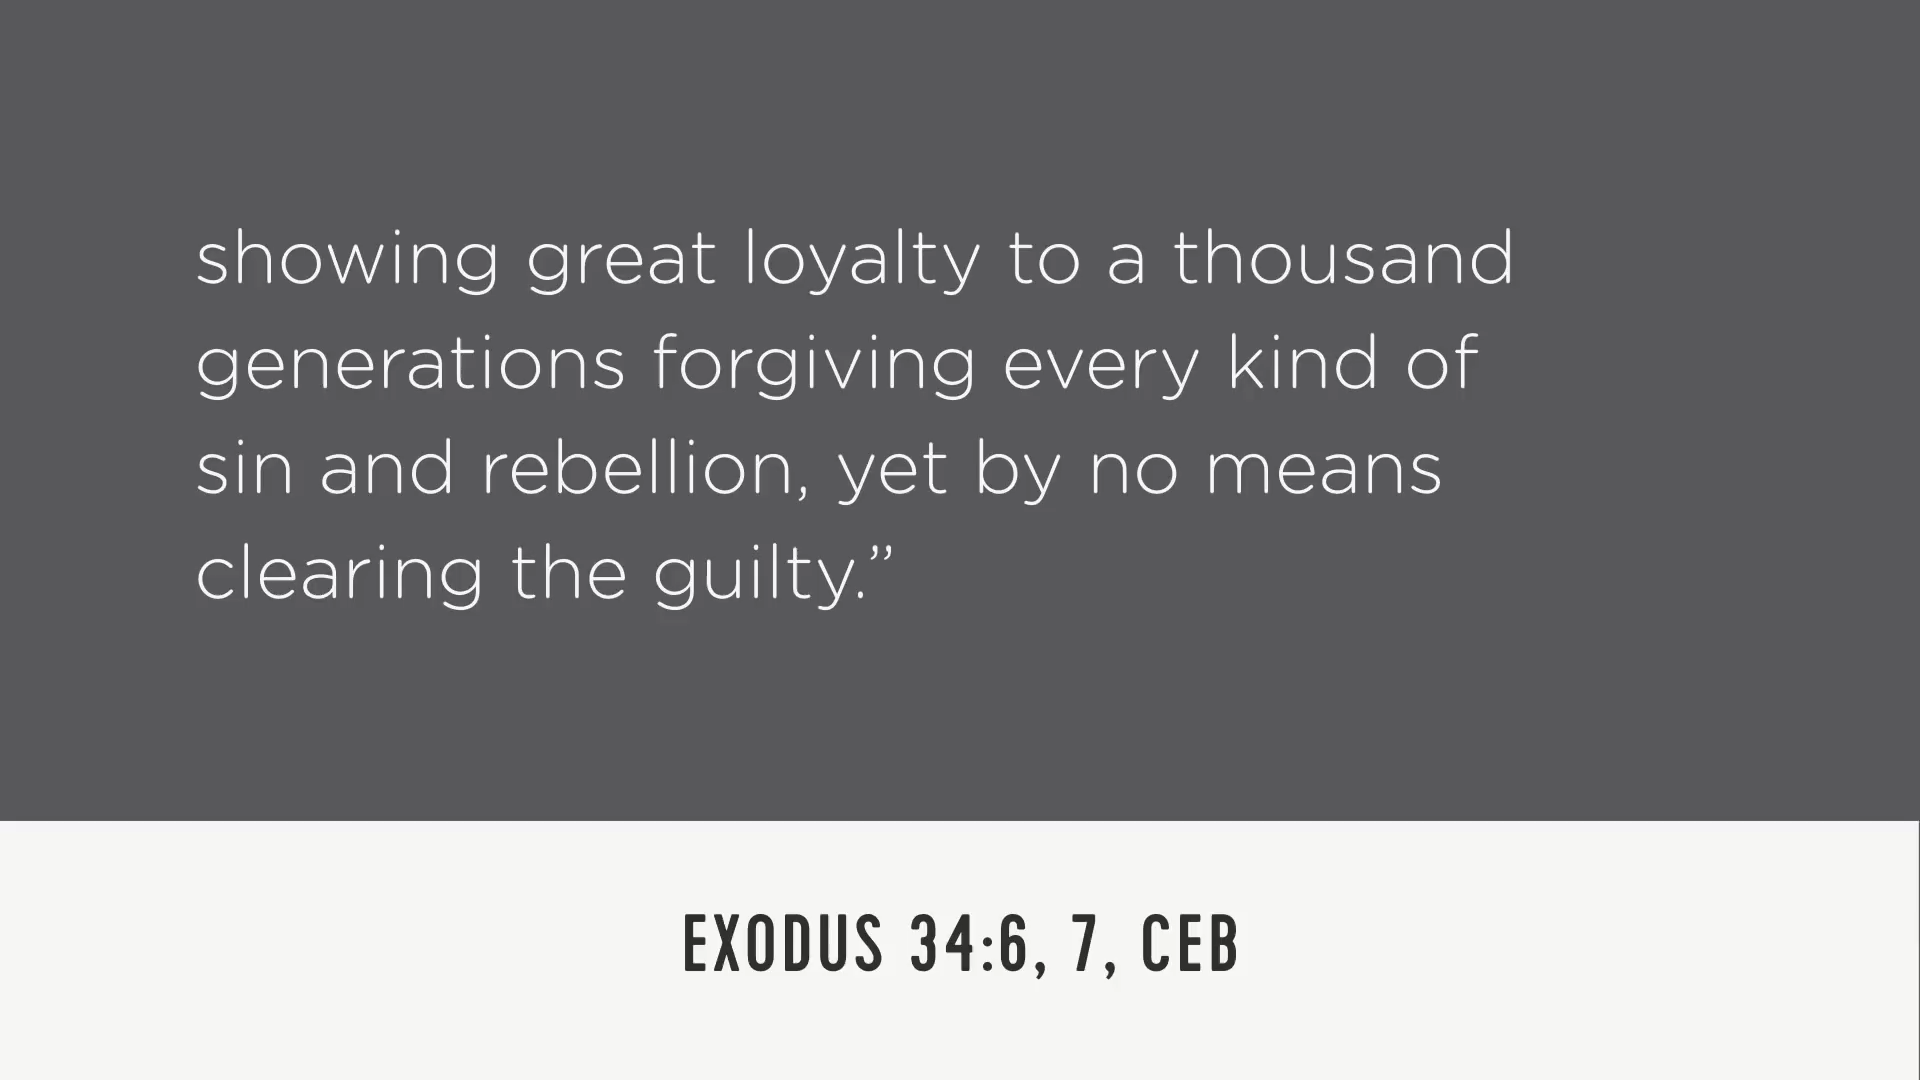 showing great loyalty to a thousand
generations forgiving every kind of
sin and rebellion, yet by no means
clearing the guilty.”
EXODUS 34:6, 7, CEB